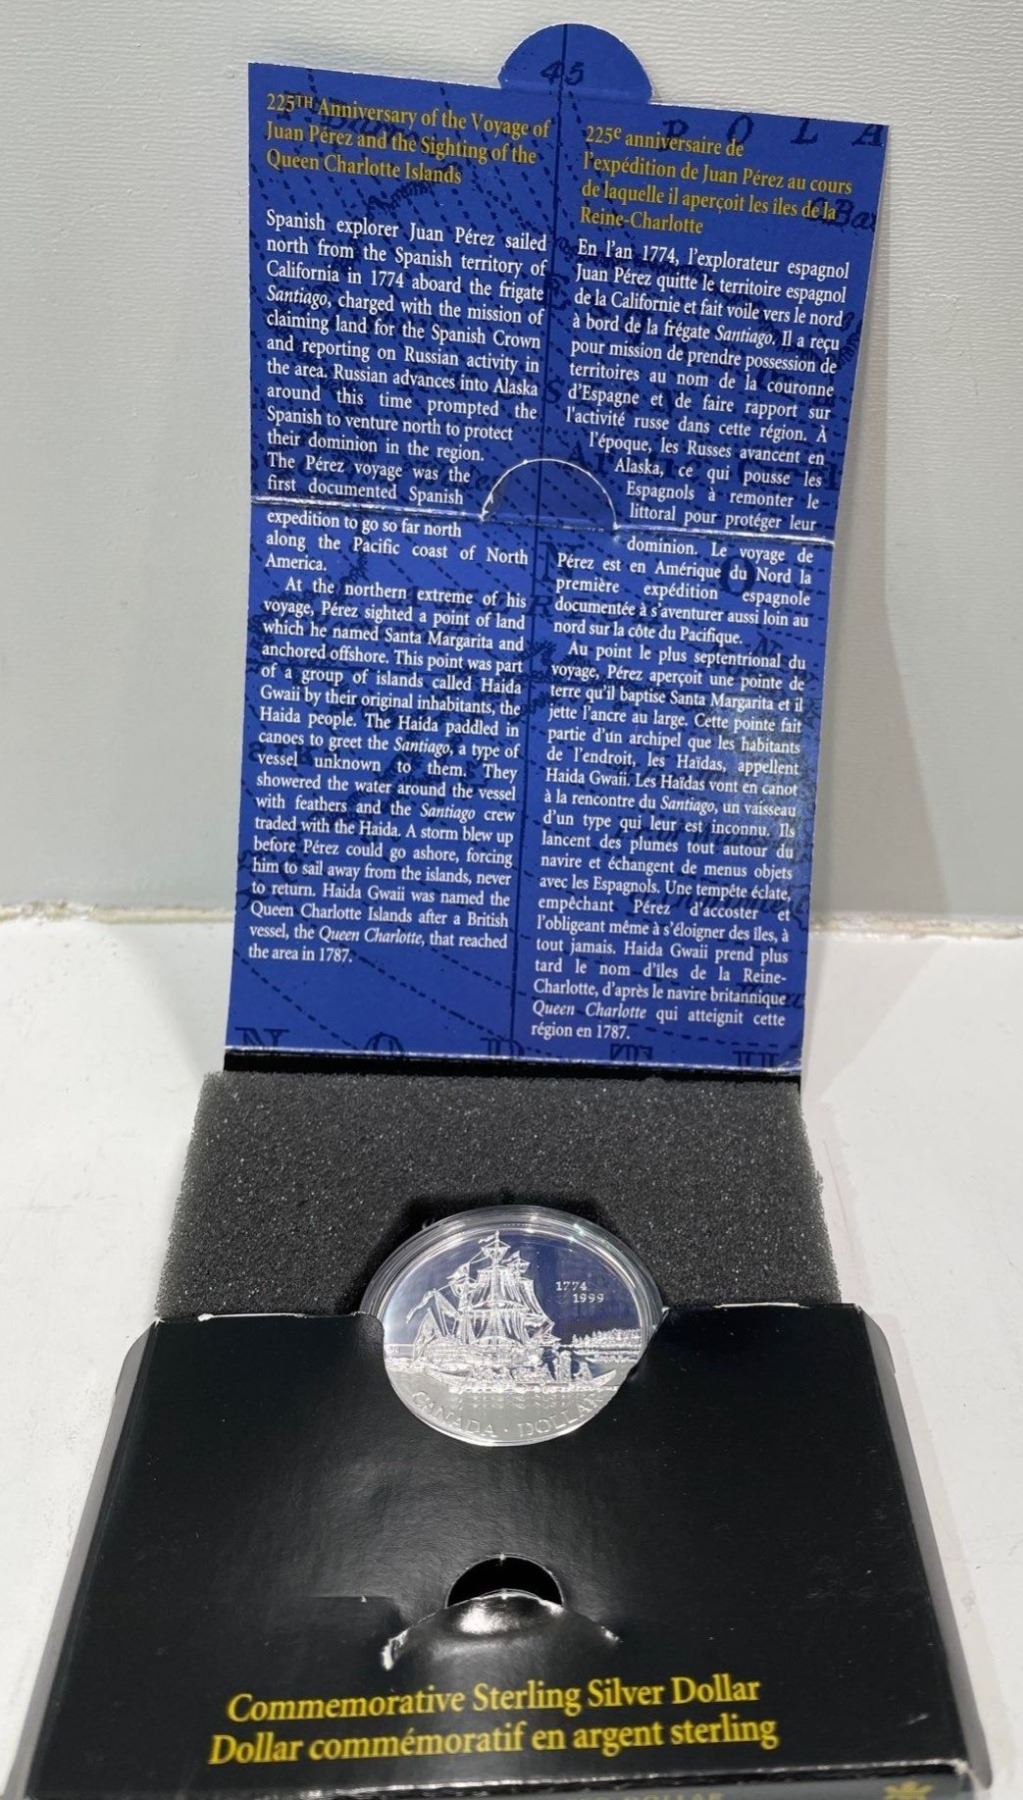 45
P O L A
225TH Anniversary of the Voyage of
Juan Pérez and the Sighting of the
Queen Charlotte Islands
Spanish explorer Juan Pérez sailed
north from the Spanish territory of
California in 1774 aboard the frigate
Santiago, charged with the mission of
claiming land for the Spanish Crown
and reporting on Russian activity in
the area. Russian advances into Alaska
around this time prompted the
Spanish to venture north to protect
their dominion in the region.
The Pérez voyage was the
first documented Spanish
expedition to go so far north
along the Pacific coast of North
America.
At the northern extreme of his
voyage, Pérez sighted a point of land
which he named Santa Margarita and
anchored offshore. This point was part
of a group of islands called Haida
Gwaii by their original inhabitants, the
Haida people. The Haida paddled in
canoes to greet the Santiago, a type of
vessel unknown to them. They
showered the water around the vessel
with feathers and the Santiago crew
traded with the Haida. A storm blew up
before Pérez could go ashore, forcing
him to sail away from the islands, never
to return. Haida Gwaii was named the
Queen Charlotte Islands after a British
vessel, the Queen Charlotte, that reached
the area in 1787.
225e anniversaire de
l'expédition de Juan Pérez au cours
de laquelle il aperçoit les îles de la
Reine-Charlotte
En l'an 1774, l'explorateur espagnol
Juan Pérez quitte le territoire espagnol
de la Californie et fait voile vers le nord
à bord de la frégate Santiago. Il a reçu
pour mission de prendre possession de
territoires au nom de la couronne
d'Espagne et de faire rapport sur
l'activité russe dans cette région. À
l'époque, les Russes avancent en
Alaska, ce qui pousse les
Espagnols à remonter le
littoral pour protéger leur
dominion. Le voyage de
Pérez est en Amérique du Nord la
première expédition espagnole
documentée à s'aventurer aussi loin au
nord sur la côte du Pacifique.
Au point le plus septentrional du
voyage, Pérez aperçoit une pointe de
terre qu'il baptise Santa Margarita et il
jette l'ancre au large. Cette pointe fait
partie d'un archipel que les habitants
de l'endroit, les Haïdas, appellent
Haida Gwaii. Les Haïdas vont en canot
à la rencontre du Santiago, un vaisseau
d'un type qui leur est inconnu. Ils
lancent des plumes tout autour du
navire et échangent de menus objets
avec les Espagnols. Une tempête éclate,
empêchant Pérez d'accoster et
l'obligeant même à s'éloigner des îles, à
tout jamais. Haida Gwaii prend plus
tard le nom d'îles de la Reine-
Charlotte, d'après le navire britannique
Queen Charlotte qui atteignit cette
région en 1787.
N O R T H
1774
1999
CANADA · DOLLAR
Commemorative Sterling Silver Dollar
Dollar commémoratif en argent sterling
DOLLAR